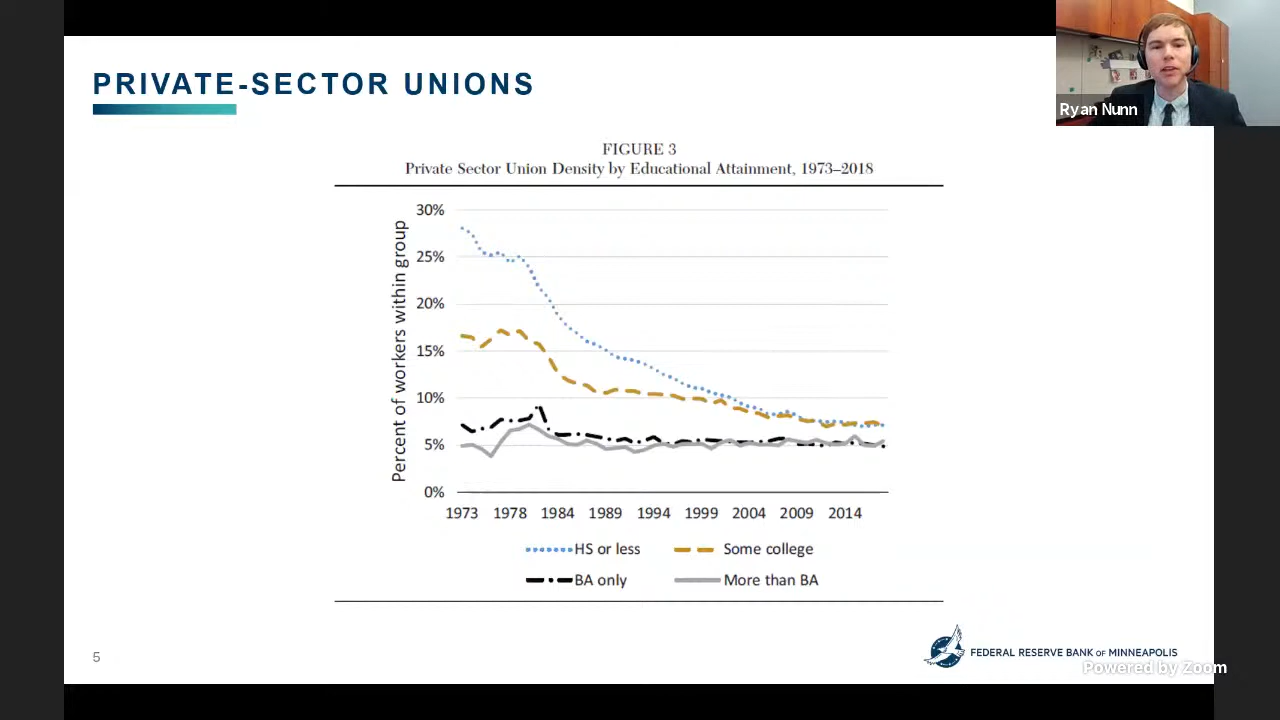 PRIVATE-SECTOR UNIONS
Ryan Nunn
FIGURE 3
Private Sector Union Density by Educational Attainment, 1973–2018
Percent of workers within group
30%
25%
20%
15%
10%
5%
0%
1973 1978 1984 1989 1994 1999 2004 2009 2014
HS or less Some college
BA only More than BA
5
FEDERAL RESERVE BANK OF MINNEAPOLIS
Powered by Zoom